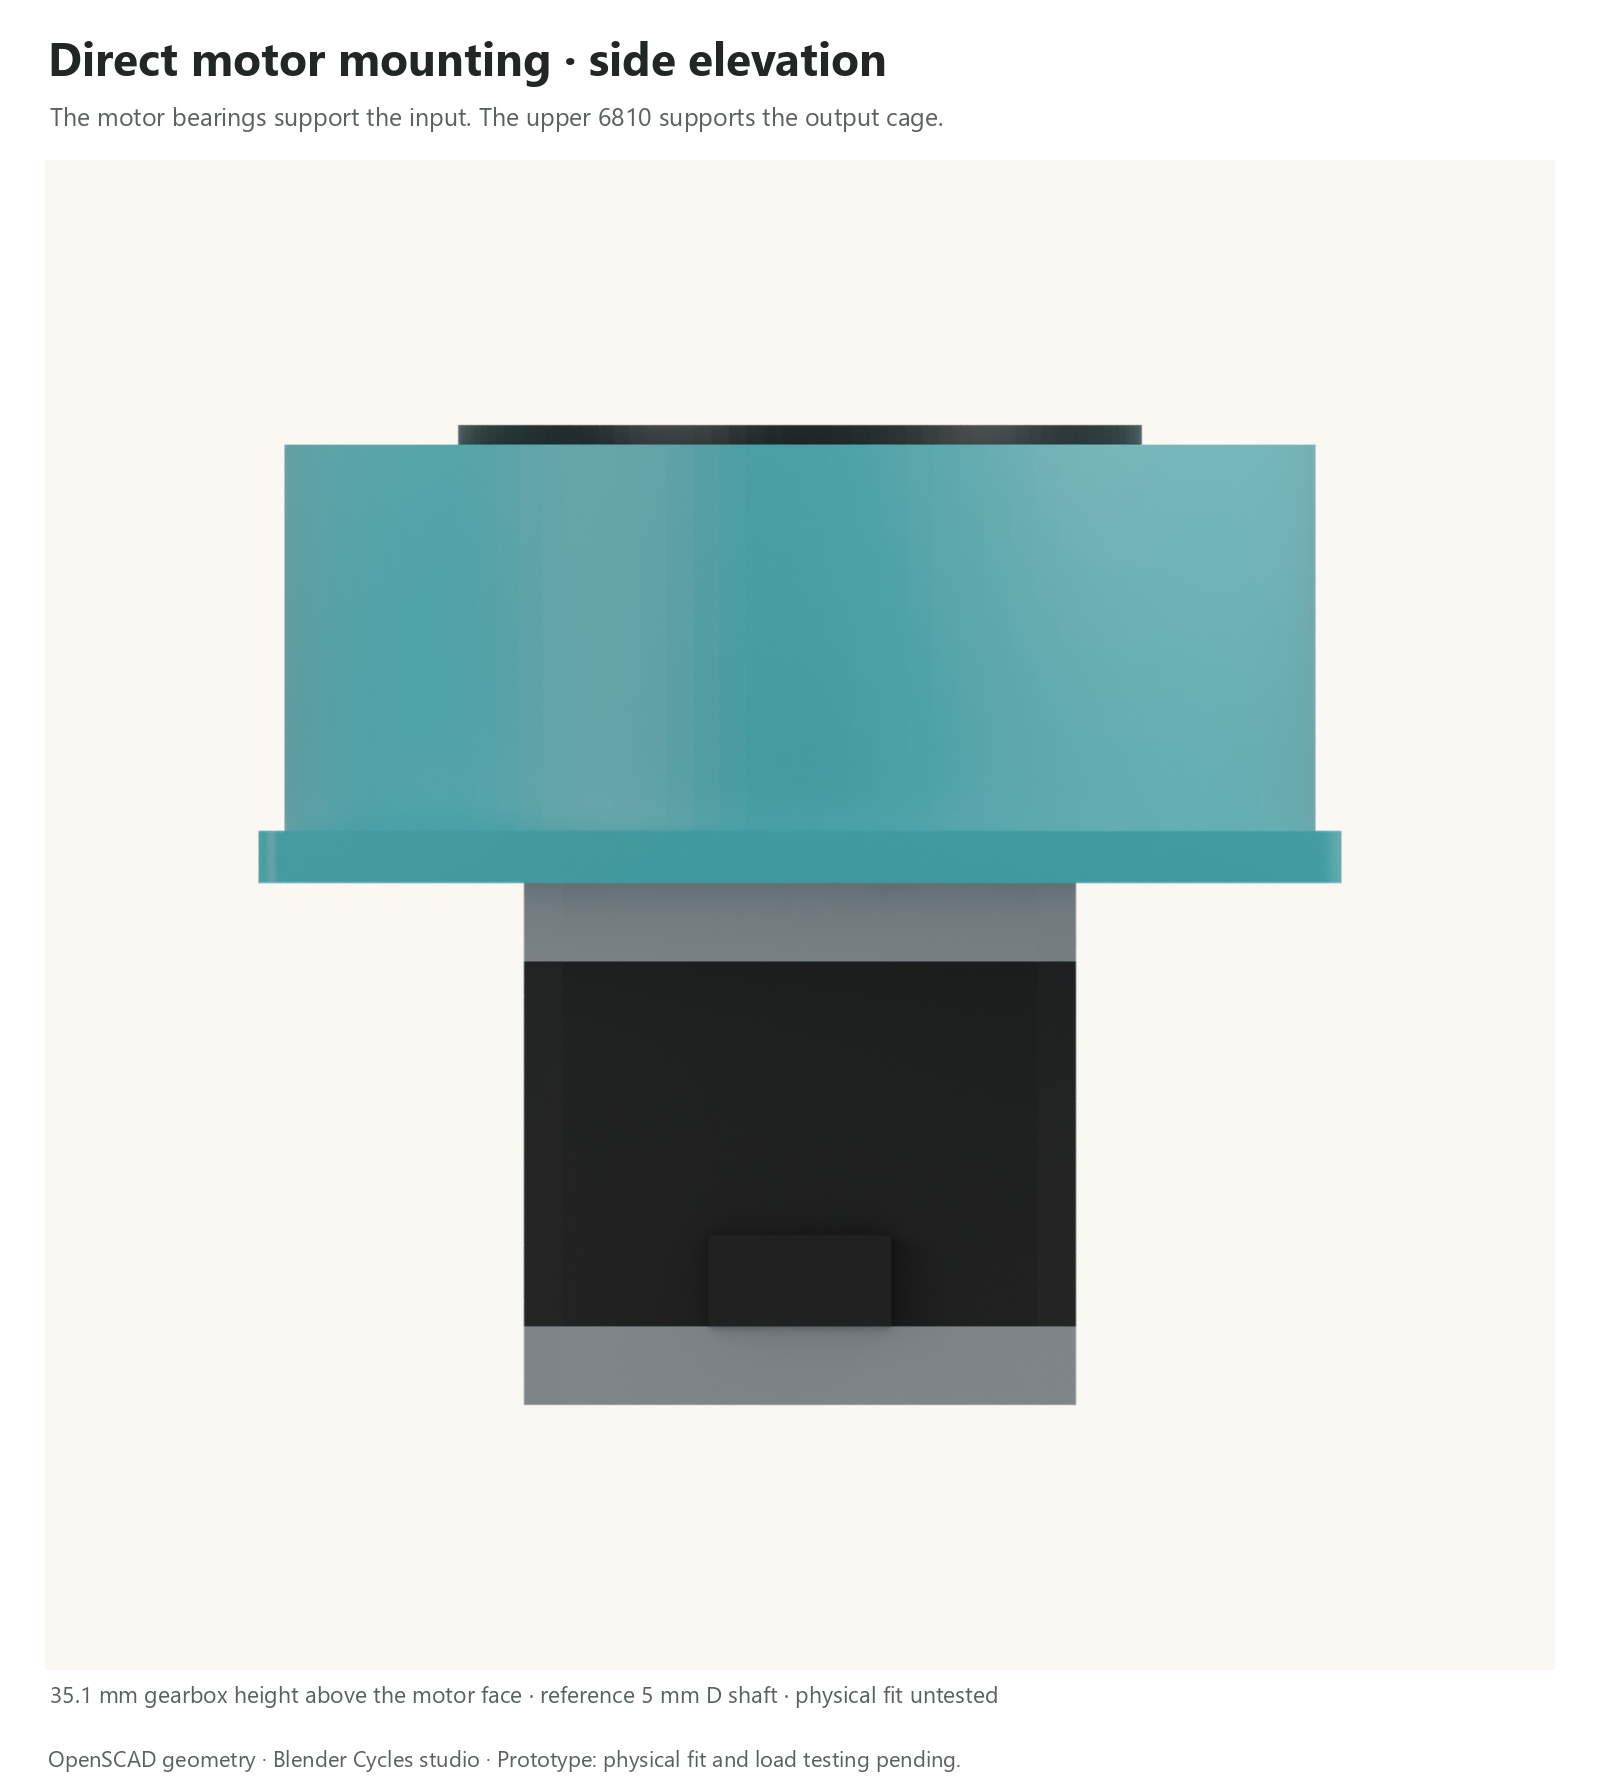 Direct motor mounting · side elevation
The motor bearings support the input. The upper 6810 supports the output cage.
35.1 mm gearbox height above the motor face · reference 5 mm D shaft · physical fit untested
OpenSCAD geometry · Blender Cycles studio · Prototype: physical fit and load testing pending.